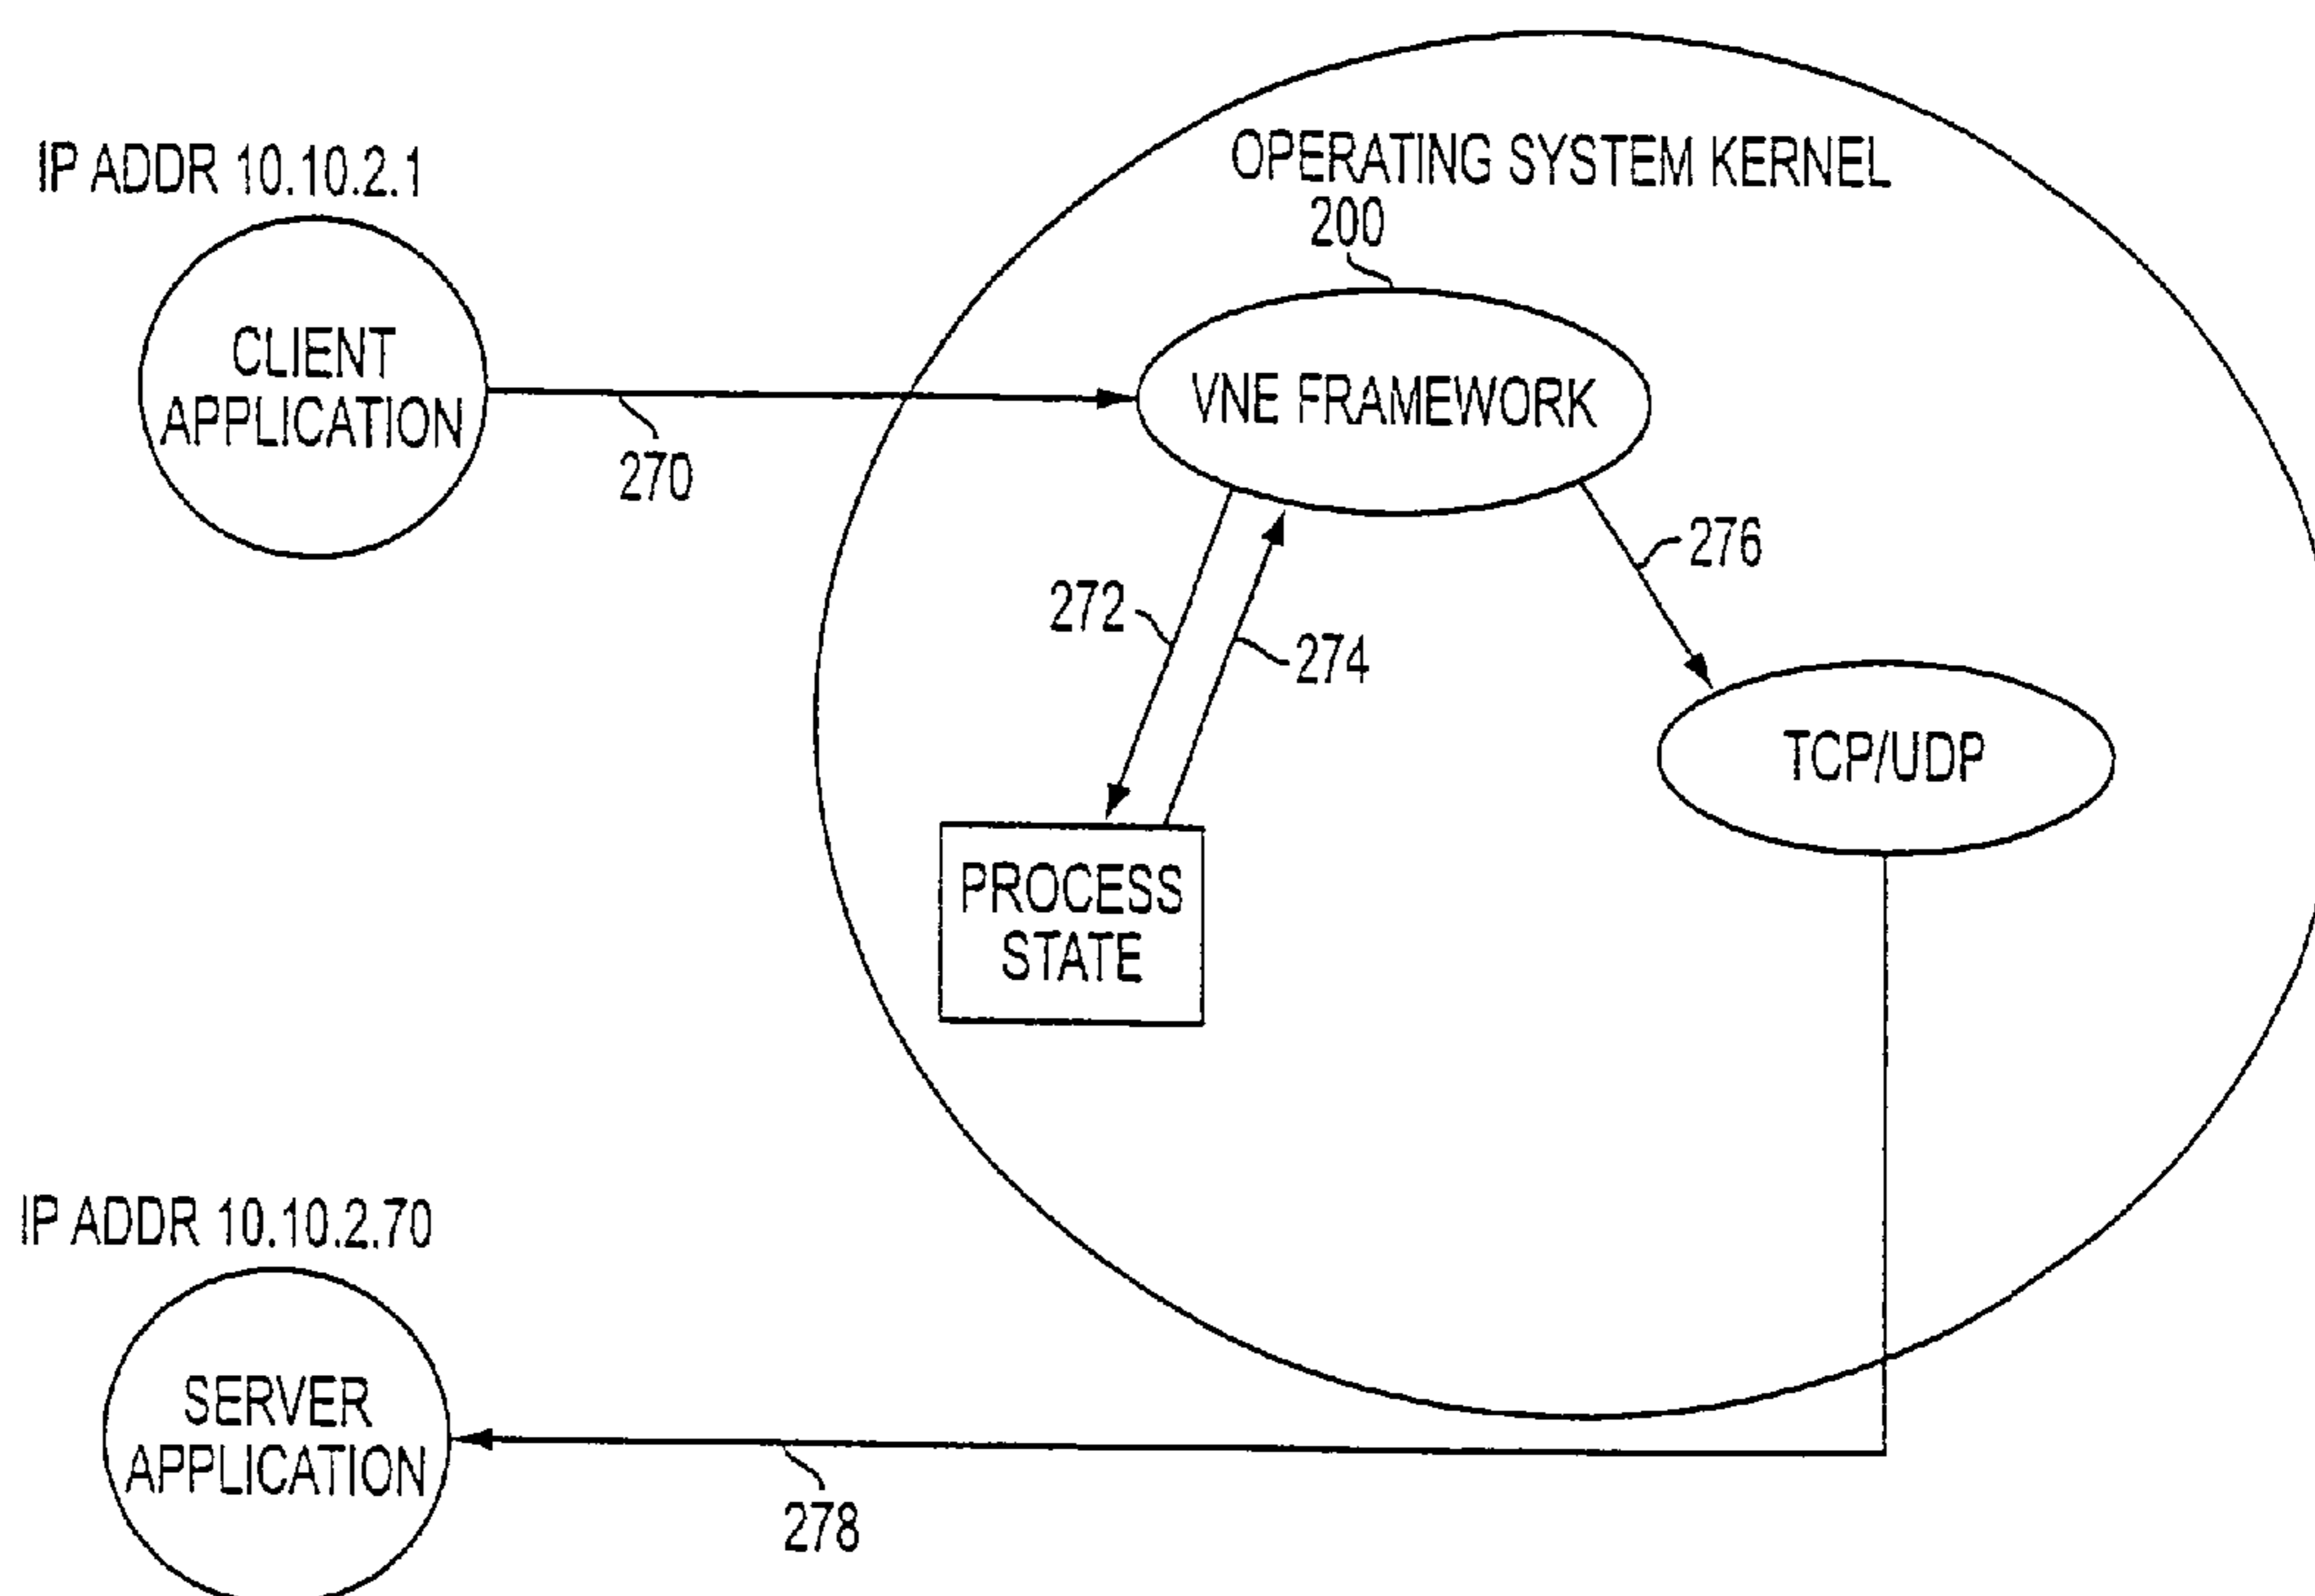 IP ADDR 10.10.2.1
CLIENT
APPLICATION
270
OPERATING SYSTEM KERNEL
200
VNE FRAMEWORK
272
274
276
TCP/UDP
PROCESS
STATE
IP ADDR 10.10.2.70
SERVER
APPLICATION
278